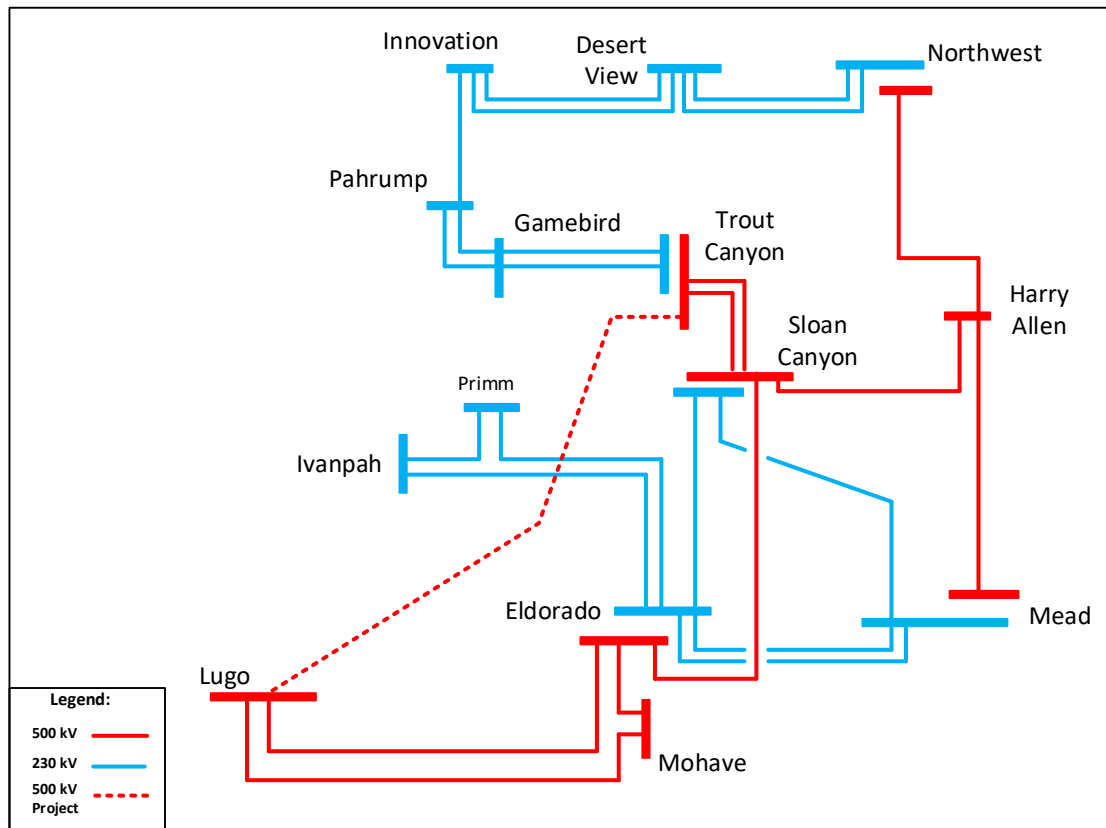 Innovation
Desert
View
Northwest
Pahrump
Gamebird
Trout
Canyon
Harry
Allen
Sloan
Canyon
Primm
Ivanpah
Eldorado
Mead
Lugo
Mohave
Legend:
500 kV
230 kV
500 kV
Project